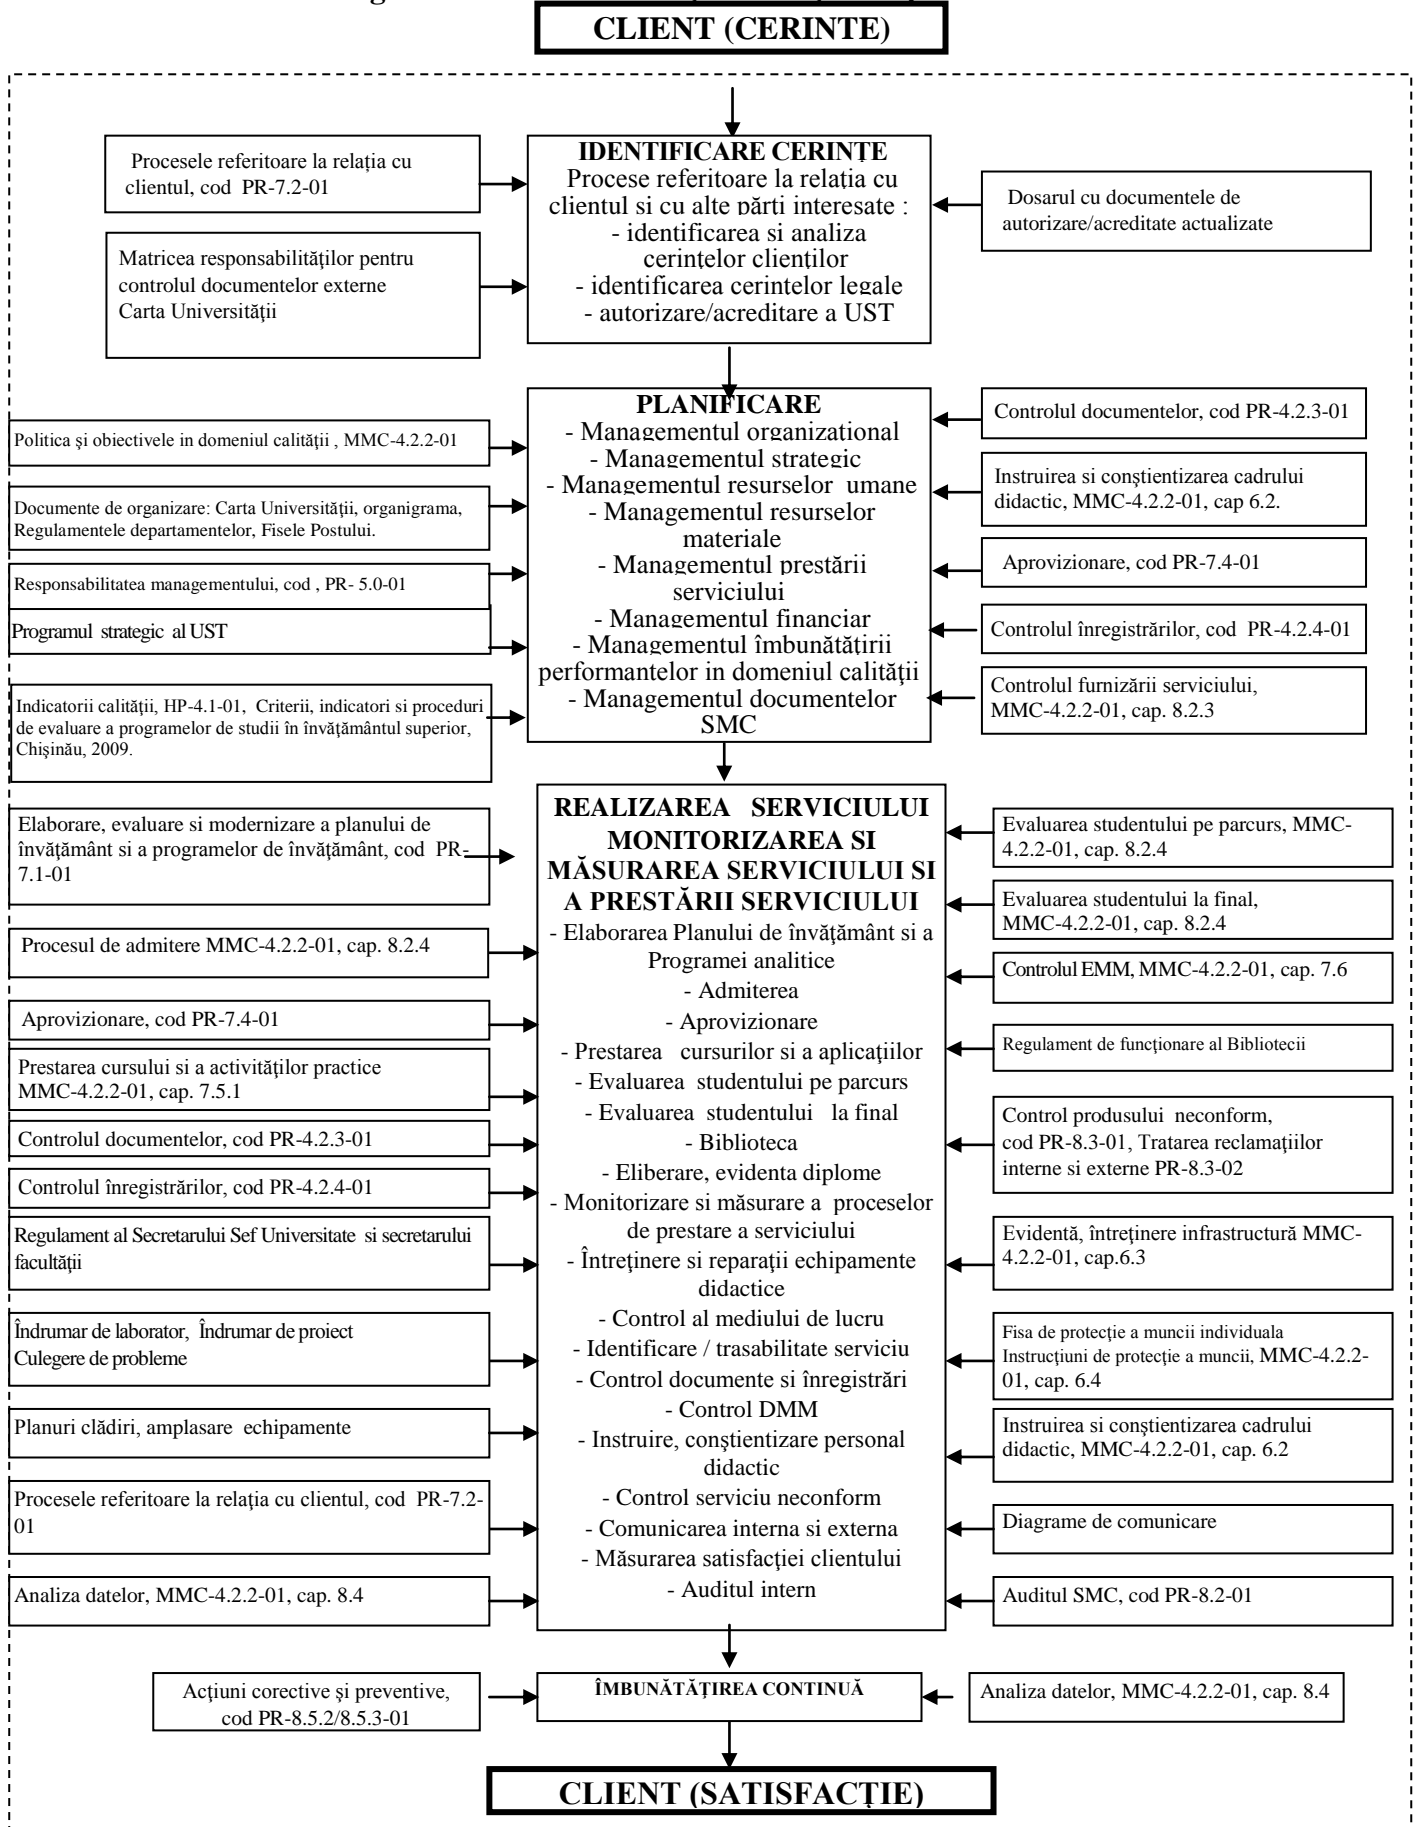 CLIENT (CERINTE)
Procesele referitoare la relația cu
clientul, cod PR-7.2-01
Matricea responsabilităţilor pentru
controlul documentelor externe
Carta Universităţii
IDENTIFICARE CERINȚE
Procese referitoare la relația cu
clientul si cu alte părți interesate :
- identificarea si analiza
cerințelor clienților
- identificarea cerințelor legale
- autorizare/acreditare a UST
Dosarul cu documentele de
autorizare/acreditate actualizate
Politica şi obiectivele in domeniul calităţii , MMC-4.2.2-01
Documente de organizare: Carta Universităţii, organigrama,
Regulamentele departamentelor, Fisele Postului.
Responsabilitatea managementului, cod , PR- 5.0-01
Programul strategic al UST
Indicatorii calităţii, HP-4.1-01, Criterii, indicatori si proceduri
de evaluare a programelor de studii în învăţământul superior,
Chişinău, 2009.
PLANIFICARE
- Managementul organizational
- Managementul strategic
- Managementul resurselor umane
- Managementul resurselor
materiale
- Managementul prestării
serviciului
- Managementul financiar
- Managementul îmbunătățirii
performantelor in domeniul calităţii
- Managementul documentelor
SMC
Controlul documentelor, cod PR-4.2.3-01
Instruirea si conştientizarea cadrului
didactic, MMC-4.2.2-01, cap 6.2.
Aprovizionare, cod PR-7.4-01
Controlul înregistrărilor, cod PR-4.2.4-01
Controlul furnizării serviciului,
MMC-4.2.2-01, cap. 8.2.3
Elaborare, evaluare si modernizare a planului de
învăţământ si a programelor de învăţământ, cod PR-
7.1-01
Procesul de admitere MMC-4.2.2-01, cap. 8.2.4
Aprovizionare, cod PR-7.4-01
Prestarea cursului si a activităţilor practice
MMC-4.2.2-01, cap. 7.5.1
Controlul documentelor, cod PR-4.2.3-01
Controlul înregistrărilor, cod PR-4.2.4-01
Regulament al Secretarului Sef Universitate si secretarului
facultăţii
Îndrumar de laborator, Îndrumar de proiect
Culegere de probleme
Planuri clădiri, amplasare echipamente
Procesele referitoare la relaţia cu clientul, cod PR-7.2-
01
Analiza datelor, MMC-4.2.2-01, cap. 8.4
REALIZAREA SERVICIULUI
MONITORIZAREA SI
MĂSURAREA SERVICIULUI SI
A PRESTĂRII SERVICIULUI
- Elaborarea Planului de învăţământ si a
Programei analitice
- Admiterea
- Aprovizionare
- Prestarea cursurilor si a aplicaţiilor
- Evaluarea studentului pe parcurs
- Evaluarea studentului la final
- Biblioteca
- Eliberare, evidenta diplome
- Monitorizare si măsurare a proceselor
de prestare a serviciului
- Întreţinere si reparaţii echipamente
didactice
- Control al mediului de lucru
- Identificare / trasabilitate serviciu
- Control documente si înregistrări
- Control DMM
- Instruire, conştientizare personal
didactic
- Control serviciu neconform
- Comunicarea interna si externa
- Măsurarea satisfacţiei clientului
- Auditul intern
Evaluarea studentului pe parcurs, MMC-
4.2.2-01, cap. 8.2.4
Evaluarea studentului la final,
MMC-4.2.2-01, cap. 8.2.4
Controlul EMM, MMC-4.2.2-01, cap. 7.6
Regulament de funcţionare al Bibliotecii
Control produsului neconform,
cod PR-8.3-01, Tratarea reclamaţiilor
interne si externe PR-8.3-02
Evidentă, întreţinere infrastructură MMC-
4.2.2-01, cap.6.3
Fisa de protecţie a muncii individuala
Instrucţiuni de protecţie a muncii, MMC-4.2.2-
01, cap. 6.4
Instruirea si conştientizarea cadrului
didactic, MMC-4.2.2-01, cap. 6.2
Diagrame de comunicare
Auditul SMC, cod PR-8.2-01
Acţiuni corective şi preventive,
cod PR-8.5.2/8.5.3-01
ÎMBUNĂTĂŢIREA CONTINUĂ
Analiza datelor, MMC-4.2.2-01, cap. 8.4
CLIENT (SATISFACȚIE)